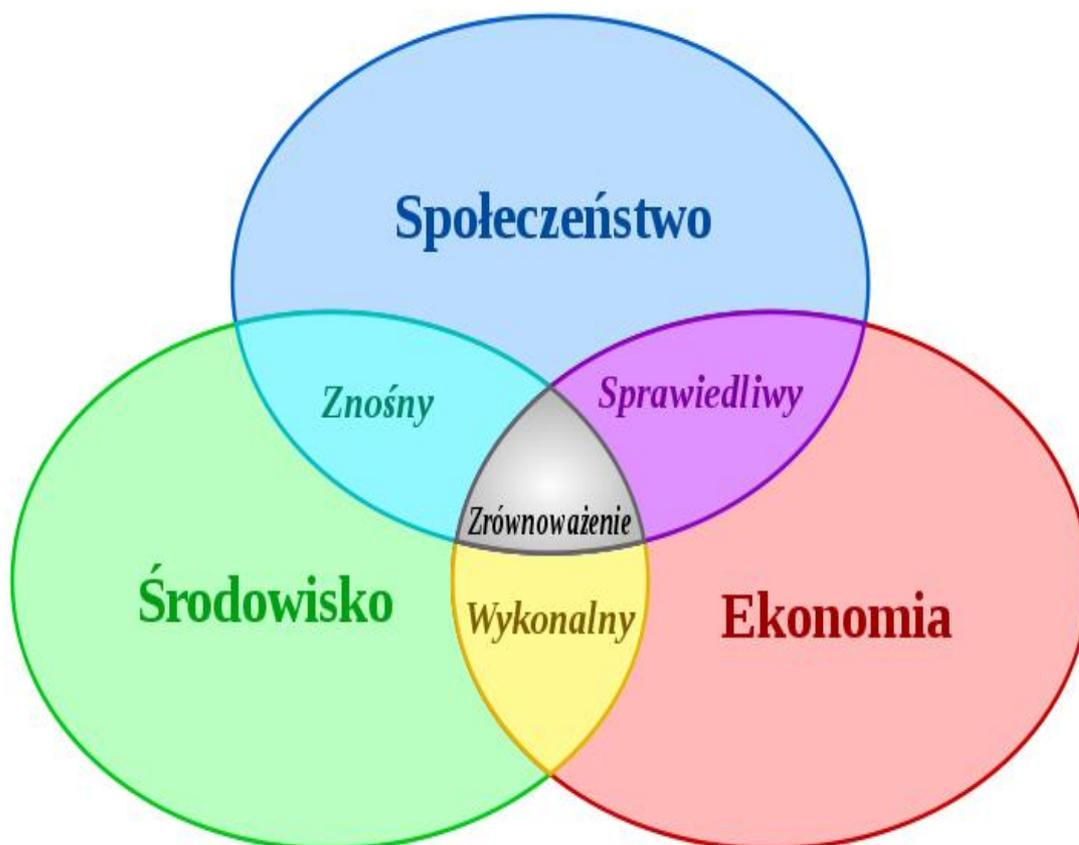 Społeczeństwo
Znośny
Sprawiedliwy
Zrównoważenie
Środowisko
Wykonalny
Ekonomia